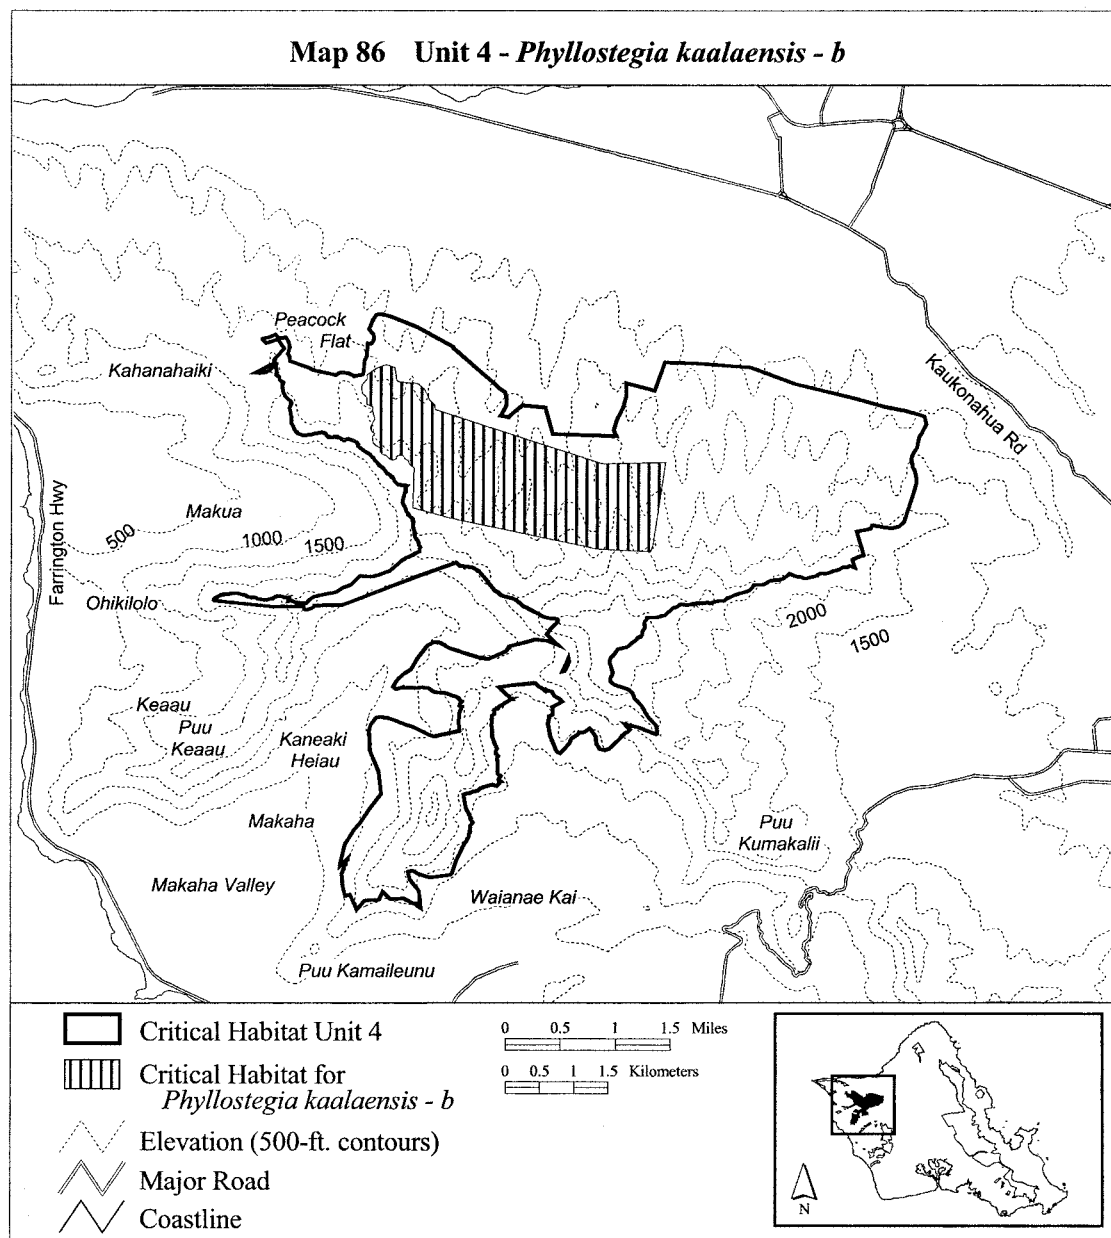 Map 86 Unit 4 - Phyllostegia kaalaensis - b
Peacock
Flat
Kahanahaiki
Kaukonahua Rd
Farrington Hwy
Makua
500
1000
1500
Ohikilolo
2000
1500
Keaau
Puu
Keaau
Kaneaki
Heiau
Makaha
Puu
Kumakalii
Makaha Valley
Waianae Kai
Puu Kamaileunu
Critical Habitat Unit 4
Critical Habitat for
Phyllostegia kaalaensis - b
Elevation (500-ft. contours)
Major Road
Coastline
0 0.5 1 1.5 Miles
0 0.5 1 1.5 Kilometers
N